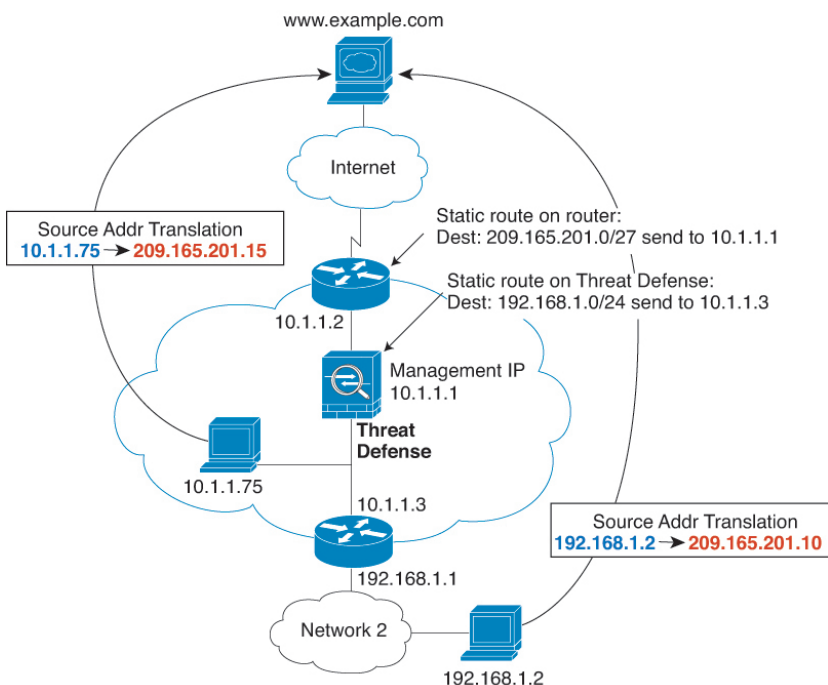 www.example.com
Internet
Source Addr Translation
10.1.1.75 → 209.165.201.15
Static route on router:
Dest: 209.165.201.0/27 send to 10.1.1.1
Static route on Threat Defense:
Dest: 192.168.1.0/24 send to 10.1.1.3
10.1.1.2
Management IP
10.1.1.1
Threat
Defense
10.1.1.75
10.1.1.3
Source Addr Translation
192.168.1.2 → 209.165.201.10
192.168.1.1
Network 2
192.168.1.2